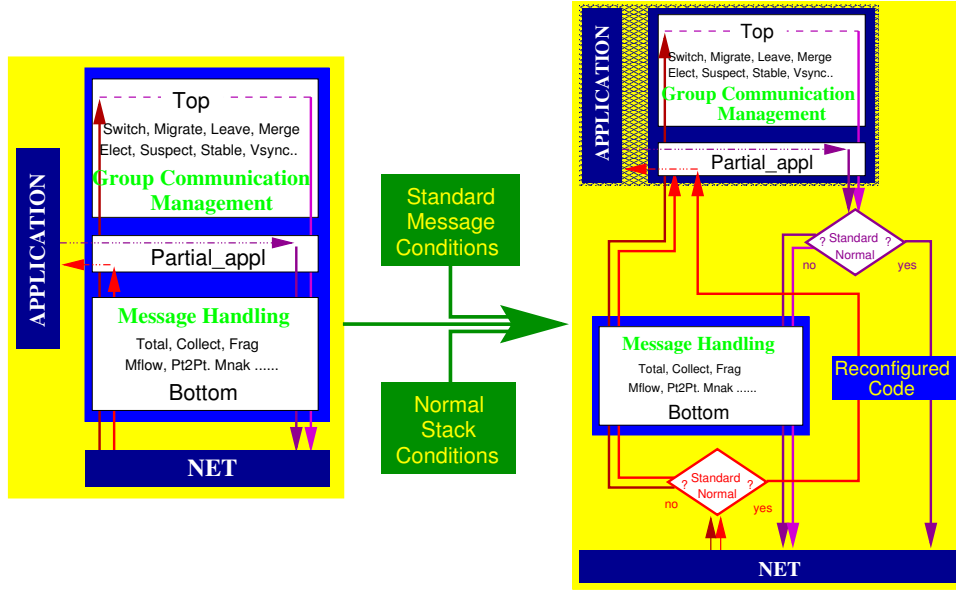 Top
Switch, Migrate, Leave, Merge
Elect, Suspect, Stable, Vsync..
Group Communication
Management
APPLICATION
Partial_appl
Message Handling
Total, Collect, Frag
Mflow, Pt2Pt. Mnak ......
Bottom
NET
Standard
Message
Conditions
Normal
Stack
Conditions
APPLICATION
Top
Switch, Migrate, Leave, Merge
Elect, Suspect, Stable, Vsync..
Group Communication
Management
Partial_appl
? Standard ?
Normal
no
yes
Message Handling
Total, Collect, Frag
Mflow, Pt2Pt. Mnak ......
Bottom
Reconfigured
Code
? Standard ?
Normal
no
yes
NET